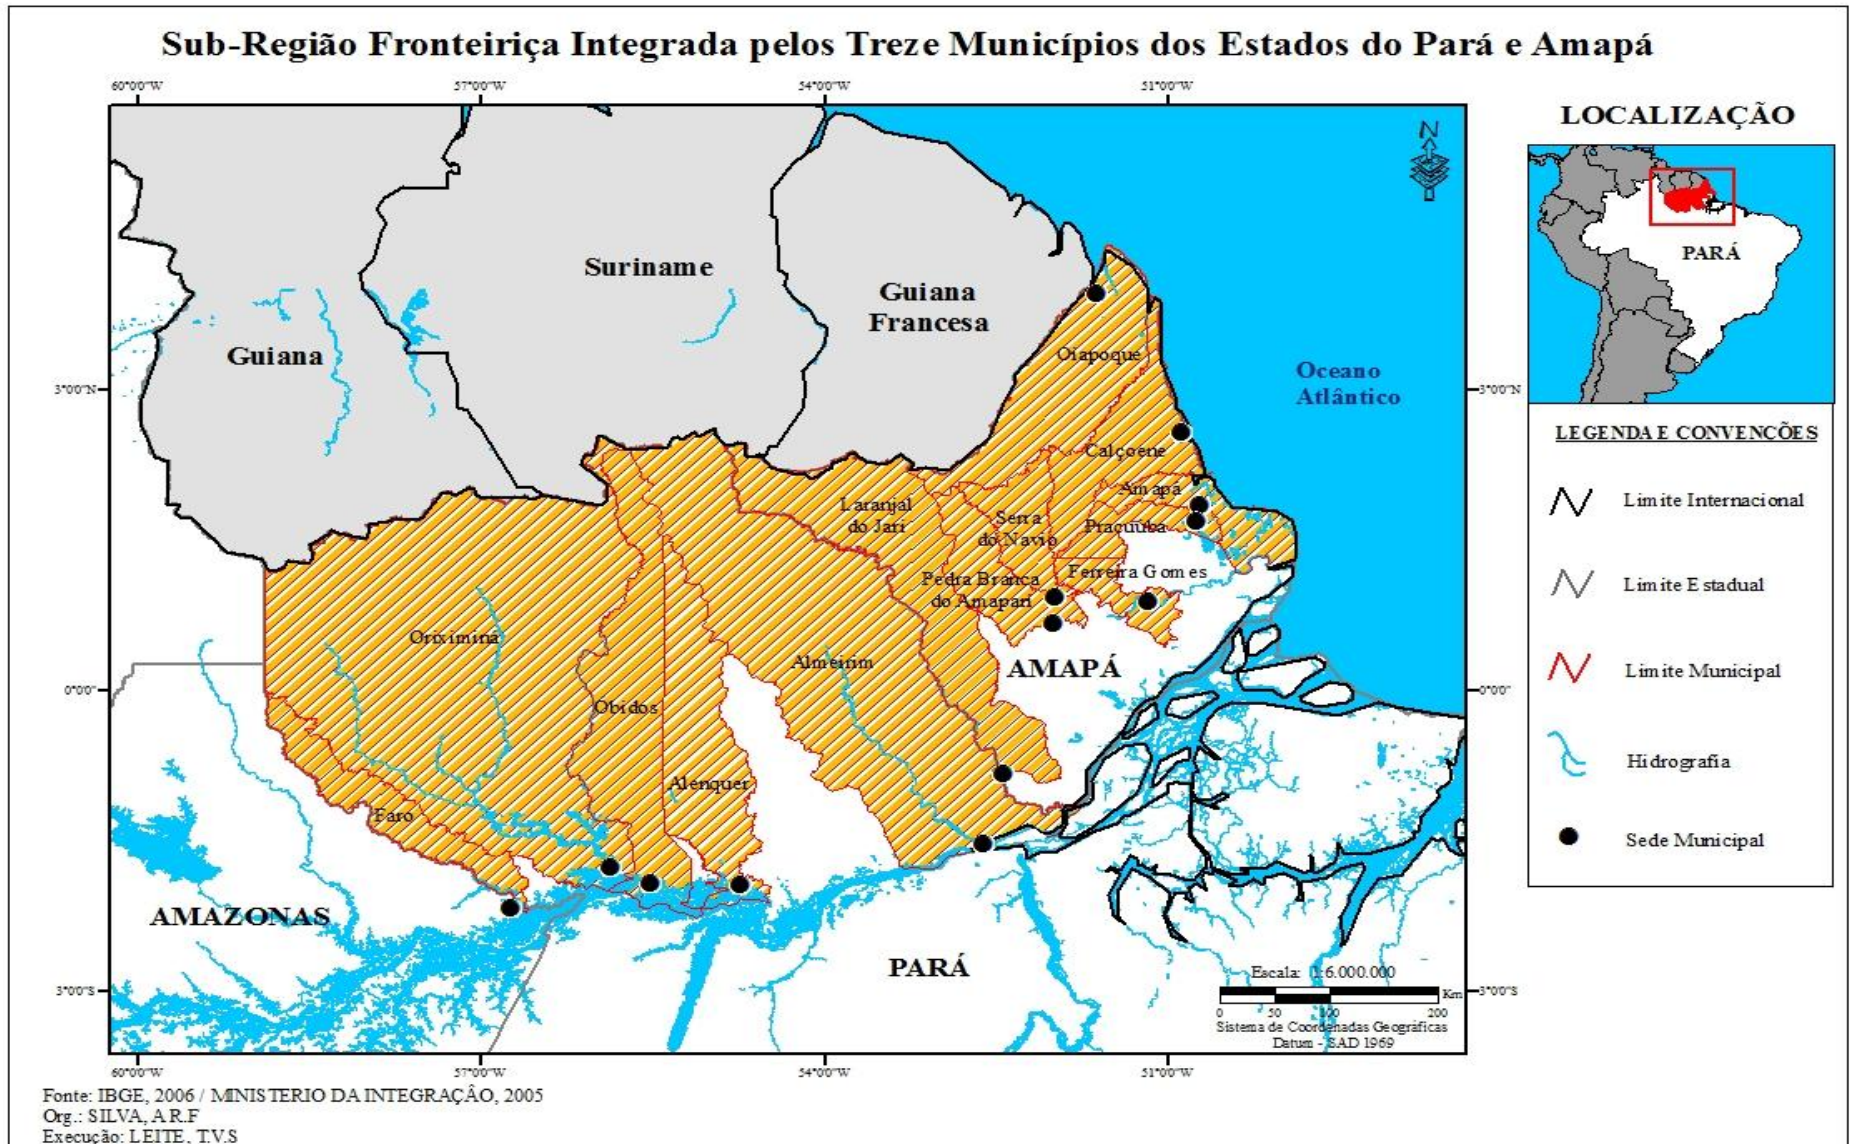 Sub-Região Fronteiriça Integrada pelos Treze Municípios dos Estados do Pará e Amapá
60°00"W
57°00"W
54°00"W
51°00"W
N
LOCALIZAÇÃO
PARÁ
Suriname
Guiana
Francesa
Guiana
Oiapoque
Oceano
Atlântico
3°00"N
3°00"N
LEGENDA E CONVENCÕES
Calçoene
Amapá
Laranjal
do Jari
Serra
do Navio
Pracuúba
Limite Internacional
Ferreira Gomes
Pedra Branca
do Amapari
Limite Estadual
Oriximiná
Almeirim
AMAPÁ
Limite Municipal
0°00"
0°00"
Óbidos
Alenquer
Hidrografia
Faro
Sede Municipal
AMAZONAS
PARÁ
Escala: 1:6.000.000
Km
0 50 100 200
3°00"S
3°00"S
Sistema de Coordenadas Geográficas
Datum - SAD 1969
60°00"W
57°00"W
54°00"W
51°00"W
Fonte: IBGE, 2006 / MINISTERIO DA INTEGRAÇÂO, 2005
Org.: SILVA, A.R.F
Execução: LEITE, T.V.S